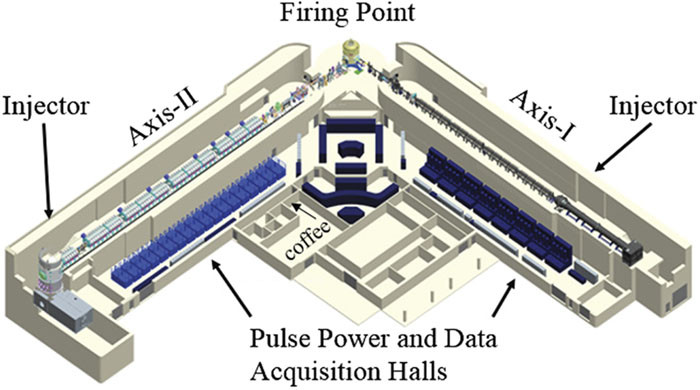 Firing Point
Injector
Axis-II
Axis-I
Injector
coffee
Pulse Power and Data
Acquisition Halls